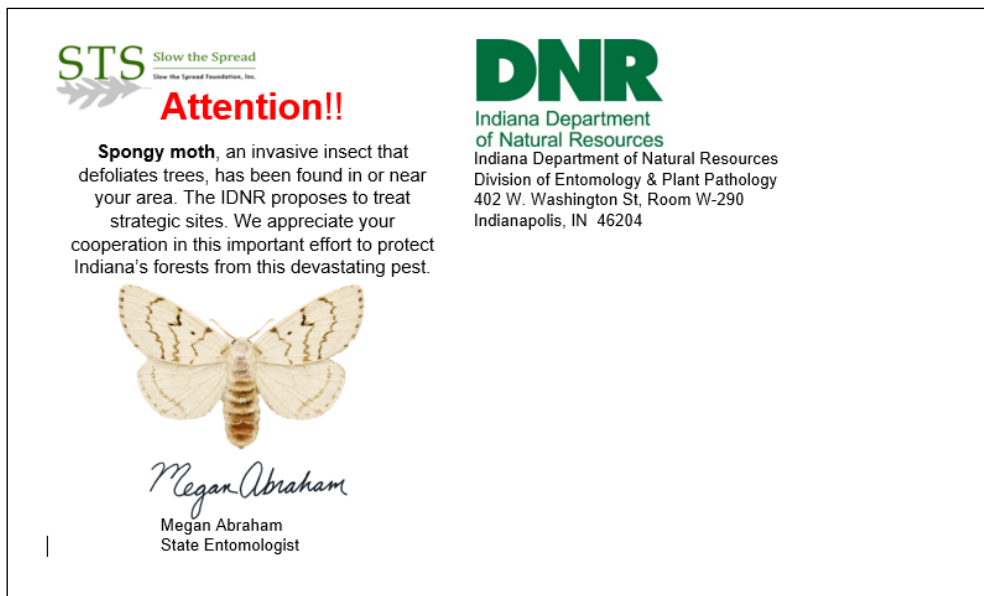 STS Slow the Spread
Slow the Spread Foundation, Inc.
Attention!!
Spongy moth, an invasive insect that
defoliates trees, has been found in or near
your area. The IDNR proposes to treat
strategic sites. We appreciate your
cooperation in this important effort to protect
Indiana's forests from this devastating pest.
Megan Abraham
Megan Abraham
State Entomologist
DNR
Indiana Department
of Natural Resources
Indiana Department of Natural Resources
Division of Entomology & Plant Pathology
402 W. Washington St, Room W-290
Indianapolis, IN  46204